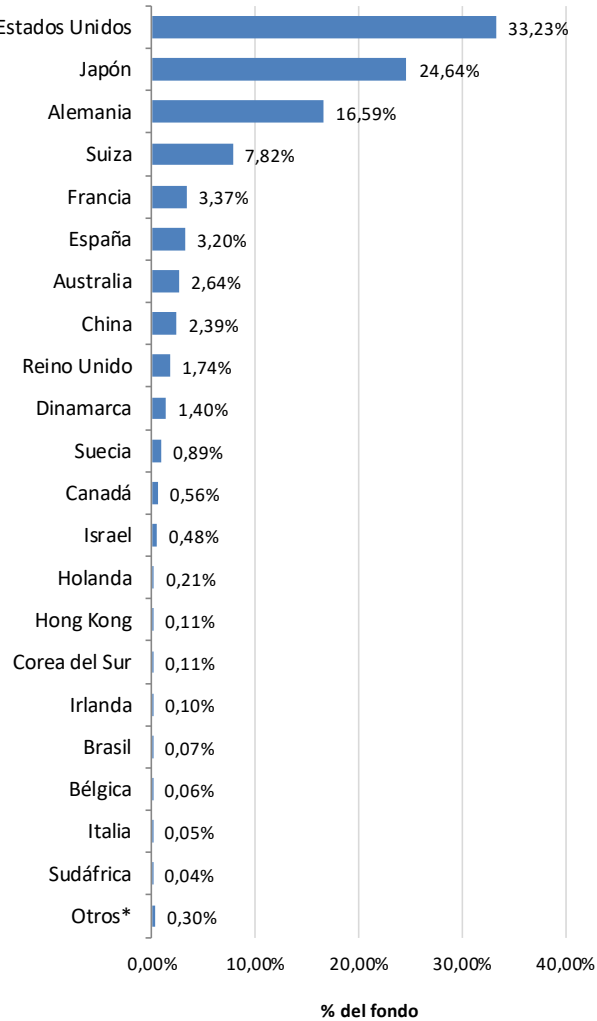 Estados Unidos 33,23%
Japón 24,64%
Alemania 16,59%
Suiza 7,82%
Francia 3,37%
España 3,20%
Australia 2,64%
China 2,39%
Reino Unido 1,74%
Dinamarca 1,40%
Suecia 0,89%
Canadá 0,56%
Israel 0,48%
Holanda 0,21%
Hong Kong 0,11%
Corea del Sur 0,11%
Irlanda 0,10%
Brasil 0,07%
Bélgica 0,06%
Italia 0,05%
Sudáfrica 0,04%
Otros* 0,30%
0,00% 10,00% 20,00% 30,00% 40,00%
% del fondo